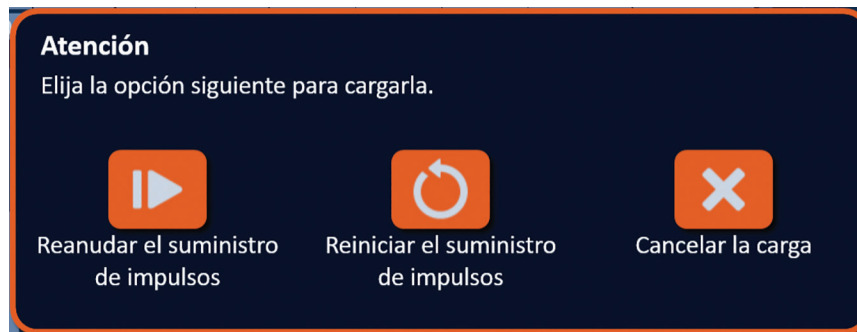 Atención
Elija la opción siguiente para cargarla.
Reanudar el suministro
de impulsos
Reiniciar el suministro
de impulsos
Cancelar la carga